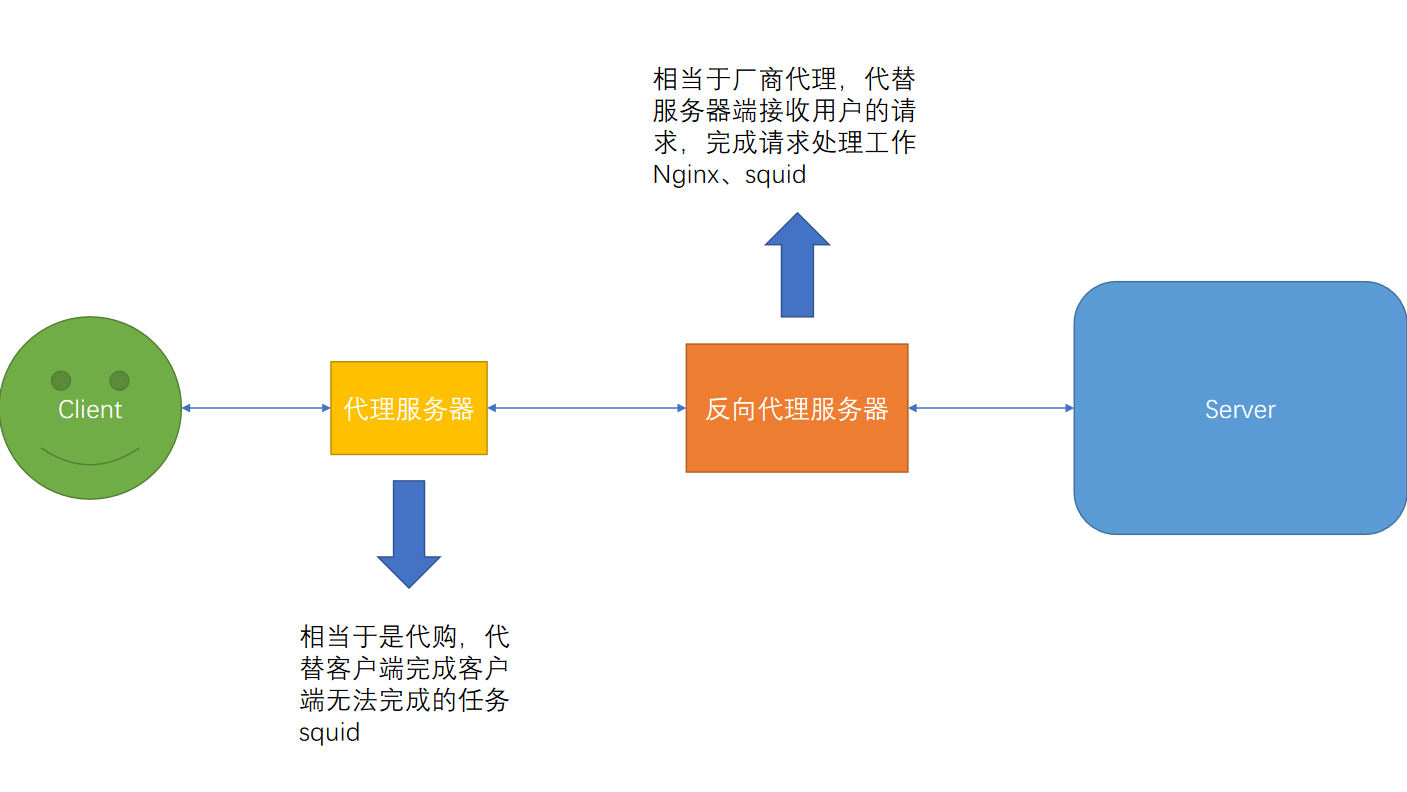 相当于厂商代理，代替
服务器端接收用户的请
求，完成请求处理工作
Nginx、squid
Client
代理服务器
反向代理服务器
Server
相当于是代购，代
替客户端完成客户
端无法完成的任务
squid